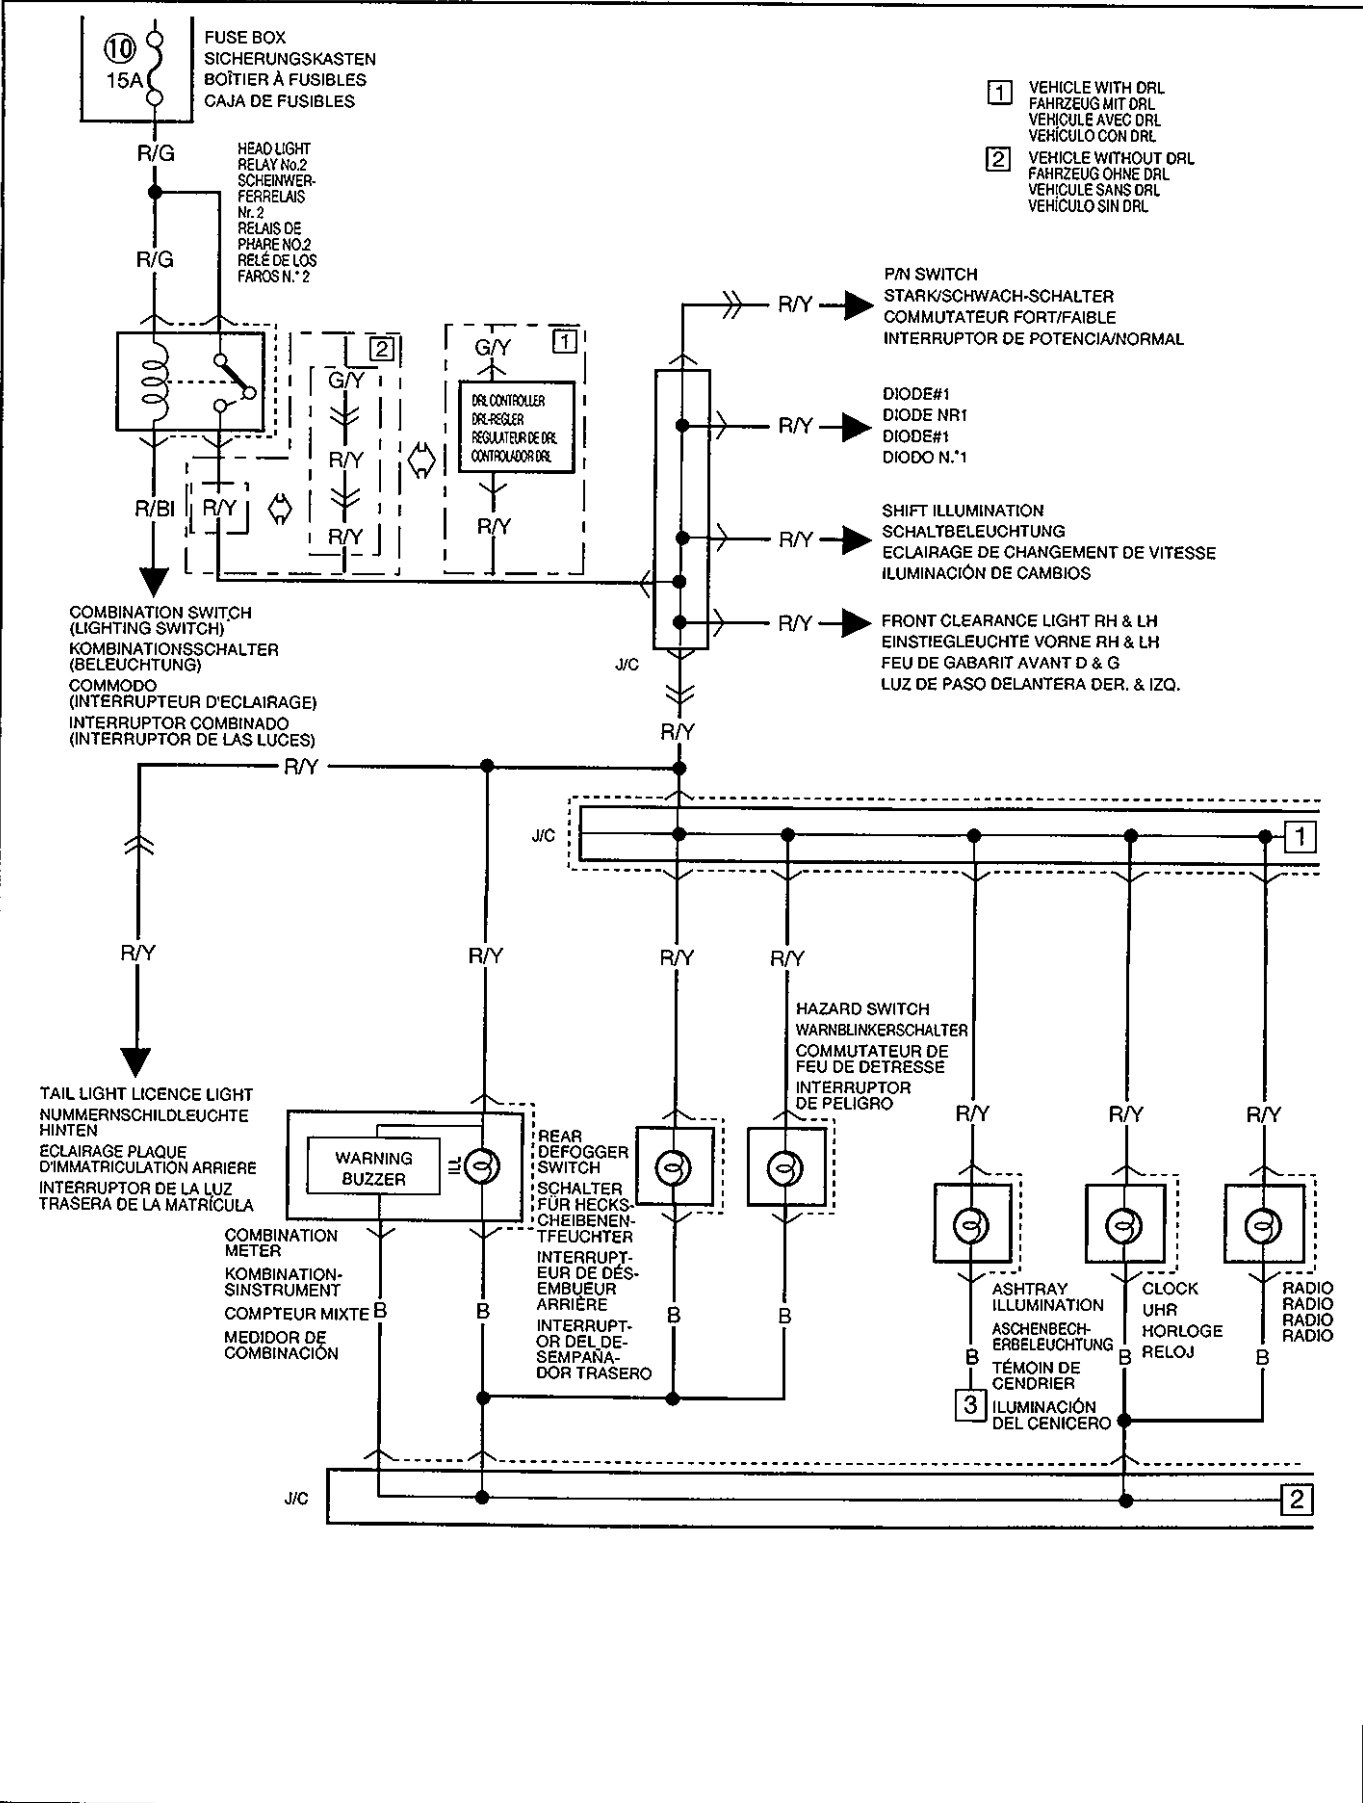 10
15A
FUSE BOX
SICHERUNGSKASTEN
BOÎTIER À FUSIBLES
CAJA DE FUSIBLES
1
VEHICLE WITH DRL
FAHRZEUG MIT DRL
VEHICULE AVEC DRL
VEHÍCULO CON DRL
2
VEHICLE WITHOUT DRL
FAHRZEUG OHNE DRL
VEHICULE SANS DRL
VEHÍCULO SIN DRL
R/G
HEAD LIGHT
RELAY No.2
SCHEINWER-
FERRELAIS
Nr. 2
RELAIS DE
PHARE NO.2
RELÉ DE LOS
FAROS N.° 2
R/G
P/N SWITCH
STARK/SCHWACH-SCHALTER
COMMUTATEUR FORT/FAIBLE
INTERRUPTOR DE POTENCIA/NORMAL
R/Y
2
G/Y
R/Y
R/Y
G/Y
1
DRL CONTROLLER
DRL-REGLER
REGULATEUR DE DRL
CONTROLADOR DRL
R/Y
R/Y
DIODE#1
DIODE NR1
DIODE#1
DIODO N.°1
R/Bl
R/Y
R/Y
SHIFT ILLUMINATION
SCHALTBELEUCHTUNG
ECLAIRAGE DE CHANGEMENT DE VITESSE
ILUMINACIÓN DE CAMBIOS
R/Y
FRONT CLEARANCE LIGHT RH & LH
EINSTIEGLEUCHTE VORNE RH & LH
FEU DE GABARIT AVANT D & G
LUZ DE PASO DELANTERA DER. & IZQ.
COMBINATION SWITCH
(LIGHTING SWITCH)
KOMBINATIONSSCHALTER
(BELEUCHTUNG)
COMMODO
(INTERRUPTEUR D'ECLAIRAGE)
INTERRUPTOR COMBINADO
(INTERRUPTOR DE LAS LUCES)
J/C
R/Y
R/Y
J/C
1
R/Y
R/Y
R/Y
R/Y
HAZARD SWITCH
WARNBLINKERSCHALTER
COMMUTATEUR DE
FEU DE DETRESSE
INTERRUPTOR
DE PELIGRO
R/Y
R/Y
R/Y
TAIL LIGHT LICENCE LIGHT
NUMMERNSCHILDLEUCHTE
HINTEN
ECLAIRAGE PLAQUE
D'IMMATRICULATION ARRIERE
INTERRUPTOR DE LA LUZ
TRASERA DE LA MATRÍCULA
WARNING
BUZZER
ILL
REAR
DEFOGGER
SWITCH
SCHALTER
FÜR HECKS-
CHEIBENEN-
TFEUCHTER
INTERRUPT-
EUR DE DÉS-
EMBUEUR
ARRIÈRE
INTERRUPT-
OR DEL DE-
SEMPAÑA-
DOR TRASERO
COMBINATION
METER
KOMBINATION-
SINSTRUMENT
COMPTEUR MIXTE
MEDIDOR DE
COMBINACIÓN
B
B
B
B
ASHTRAY
ILLUMINATION
ASCHENBECH-
ERBELEUCHTUNG
TÉMOIN DE
CENDRIER
ILUMINACIÓN
DEL CENICERO
B
3
CLOCK
UHR
HORLOGE
RELOJ
B
RADIO
RADIO
RADIO
RADIO
B
J/C
2